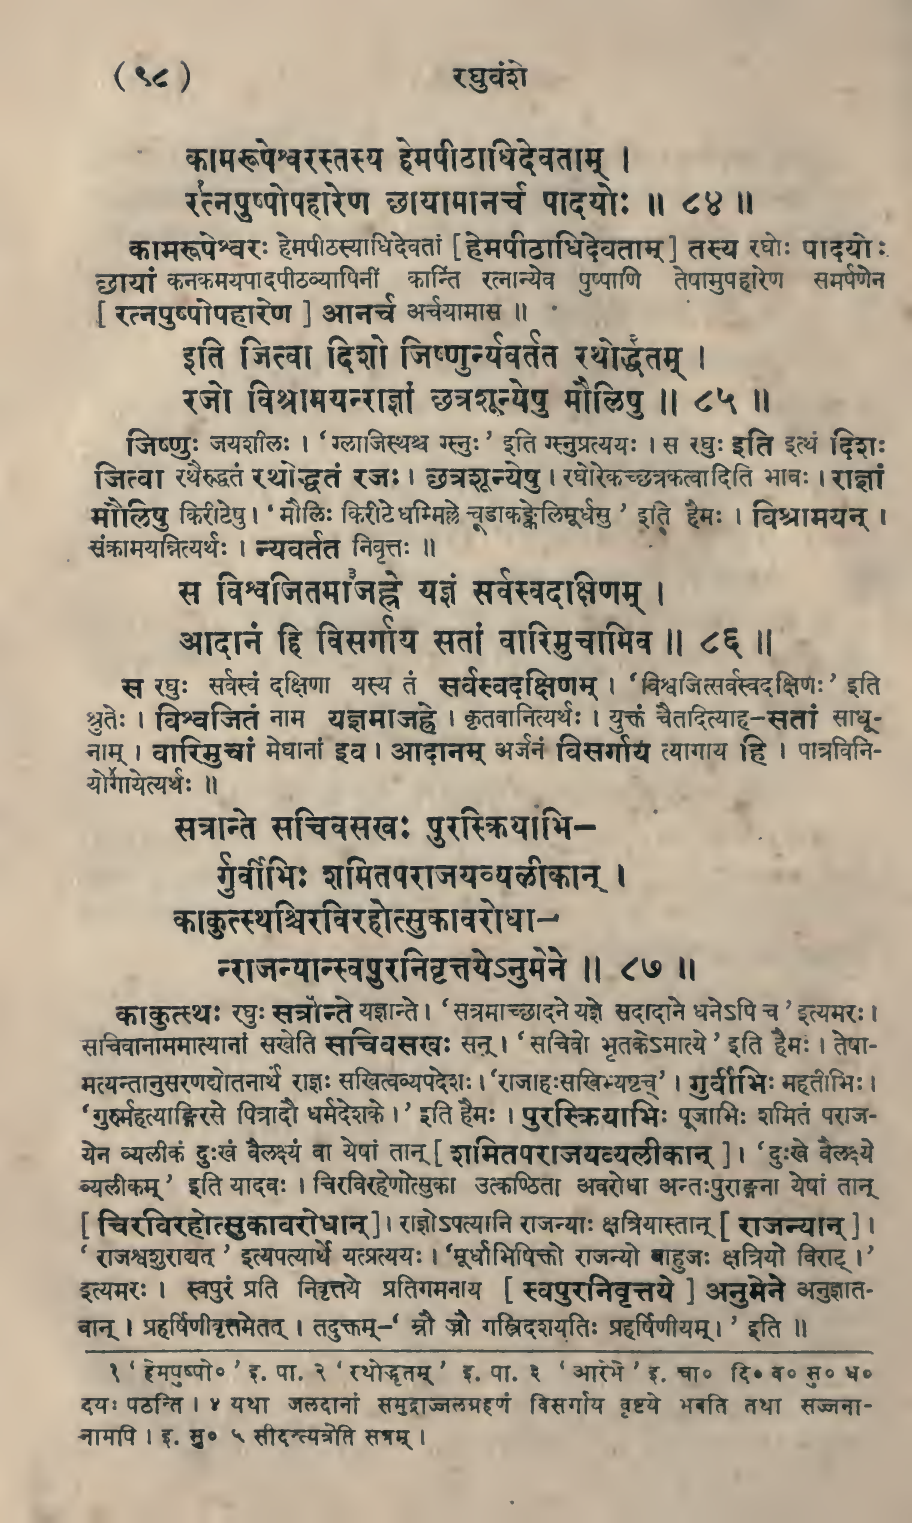 (९८) रघुवंशे
कामरूपेश्वरस्तस्य हेमपीठाधिदेवताम् ।
रत्नपुष्पोपहारेण छायामानर्च पादयोः ॥ ८४ ॥
कामरूपेश्वरः हेमपीठस्याधिदेवतां [ हेमपीठाधिदेवताम् ] तस्य रघोः पादयोः
छायां कनकमयपादपीठव्यापिनीं कान्तिं रत्नान्येव पुष्पाणि तेषामुपहारेण समर्पणेन
[ रत्नपुष्पोपहारेण ] आनर्च अर्चयामास ॥
इति जित्वा दिशो जिष्णुर्न्यवर्तत रथोद्धतम् ।
रजो विश्रामयन्राज्ञां छत्रशून्येषु मौलिषु ॥ ८५ ॥
जिष्णुः जयशीलः । ‘ ग्लाजिस्थश्च ग्स्नुः ’ इति ग्स्नुप्रत्ययः । स रघुः इति इत्थं दिशः
जित्वा रथैरुद्धतं रथोद्धतं रजः । छत्रशून्येषु । रघोरेकच्छत्रकत्वादिति भावः । राज्ञां
मौलिषु किरीटेषु । ‘ मौलिः किरीटे धम्मिल्ले चूडाकङ्केलिमूर्धसु ’ इति हैमः । विश्रामयन् ।
संक्रामयन्नित्यर्थः । न्यवर्तत निवृत्तः ॥
स विश्वजितमा३जह्रे यज्ञं सर्वस्वदक्षिणम् ।
आदानं हि विसर्गाय सतां वारिमुचामिव ॥ ८६ ॥
स रघुः सर्वस्वं दक्षिणा यस्य तं सर्वस्वदक्षिणम् । ‘ विश्वजित्सर्वस्वदक्षिणः ’ इति
श्रुतेः । विश्वजितं नाम यज्ञमाजह्रे । कृतवानित्यर्थः । युक्तं चैतदित्याह–सतां साधू-
नाम् । वारिमुचां मेघानां इव । आदानम् अर्जनं विसर्गाय त्यागाय हि । पात्रविनि-
योगायेत्यर्थः ॥
सत्रान्ते सचिवसखः पुरस्क्रियाभि–
र्गुर्वीभिः शमितपराजयव्यलीकान् ।
काकुत्स्थश्चिरविरहोत्सुकावरोधा–
न्राजन्यान्स्वपुरनिवृत्तयेऽनुमेने ॥ ८७ ॥
काकुत्स्थः रघुः सत्रान्ते यज्ञान्ते । ‘ सत्रमाच्छादने यज्ञे सदादाने धनेऽपि च ’ इत्यमरः ।
सचिवानाममात्यानां सखेति सचिवसखः सन् । ‘ सचिवो भृतकेऽमात्ये ’ इति हैमः । तेषा-
मत्यन्तानुसरणद्योतनार्थं राज्ञः सखित्वव्यपदेशः । ‘राजाहःसखिभ्यष्टच्’ । गुर्वीभिः महतीभिः ।
‘गुरुर्महत्याङ्गिरसे पित्रादौ धर्मदेशके ।’ इति हैमः । पुरस्क्रियाभिः पूजाभिः शमितं पराज-
येन व्यलीकं दुःखं वैलक्ष्यं वा येषां तान् [ शमितपराजयव्यलीकान् ] । ‘दुःखे वैलक्ष्ये
व्यलीकम्’ इति यादवः । चिरविरहेणोत्सुका उत्कण्ठिता अवरोधा अन्तःपुराङ्गना येषां तान्
[ चिरविरहोत्सुकावरोधान् ] । राज्ञोऽपत्यानि राजन्याः क्षत्रियास्तान् [ राजन्यान् ] ।
‘ राजश्वशुराद्यत् ’ इत्यपत्यार्थे यत्प्रत्ययः । ‘मूर्धाभिषिक्तो राजन्यो बाहुजः क्षत्रियो विराट् ।’
इत्यमरः । स्वपुरं प्रति निवृत्तये प्रतिगमनाय [ स्वपुरनिवृत्तये ] अनुमेने अनुज्ञात-
वान् । प्रहर्षिणीवृत्तमेतत् । तदुक्तम्–‘ म्नौ ज्रौ गस्त्रिदशयतिः प्रहर्षिणीयम् । ’ इति ॥
१ ‘ हेमपुष्पो० ’ इ. पा. २ ‘ रथोद्धृतम् ’ इ. पा. ३ ‘ आरेभे ’ इ. चा० दि० व० सु० ध०
दयः पठन्ति । ४ यथा जलदानां समुद्राज्जलग्रहणं विसर्गाय वृष्टये भवति तथा सज्जना-
नामपि । इ. सु० ५ सीदन्त्यत्रेति सत्रम् ।